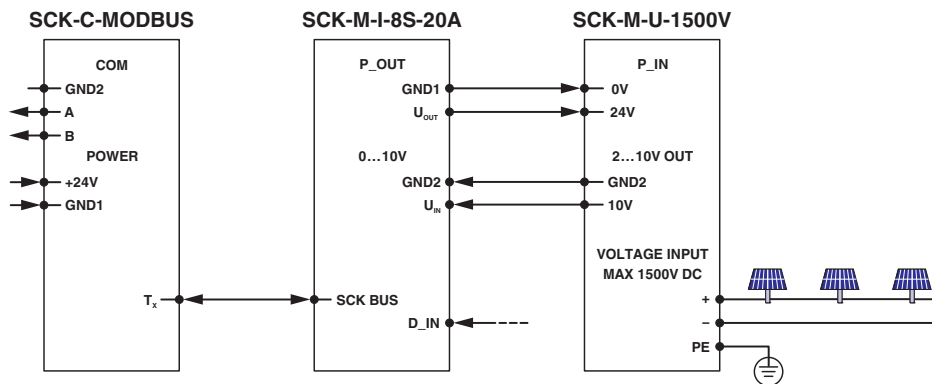 SCK-C-MODBUS
COM
GND2
A
B
POWER
+24V
GND1
Tx
SCK-M-I-8S-20A
P_OUT
GND1
UOUT
0...10V
GND2
UIN
SCK BUS
D_IN
SCK-M-U-1500V
P_IN
0V
24V
2...10V OUT
GND2
10V
VOLTAGE INPUT
MAX 1500V DC
+
–
PE